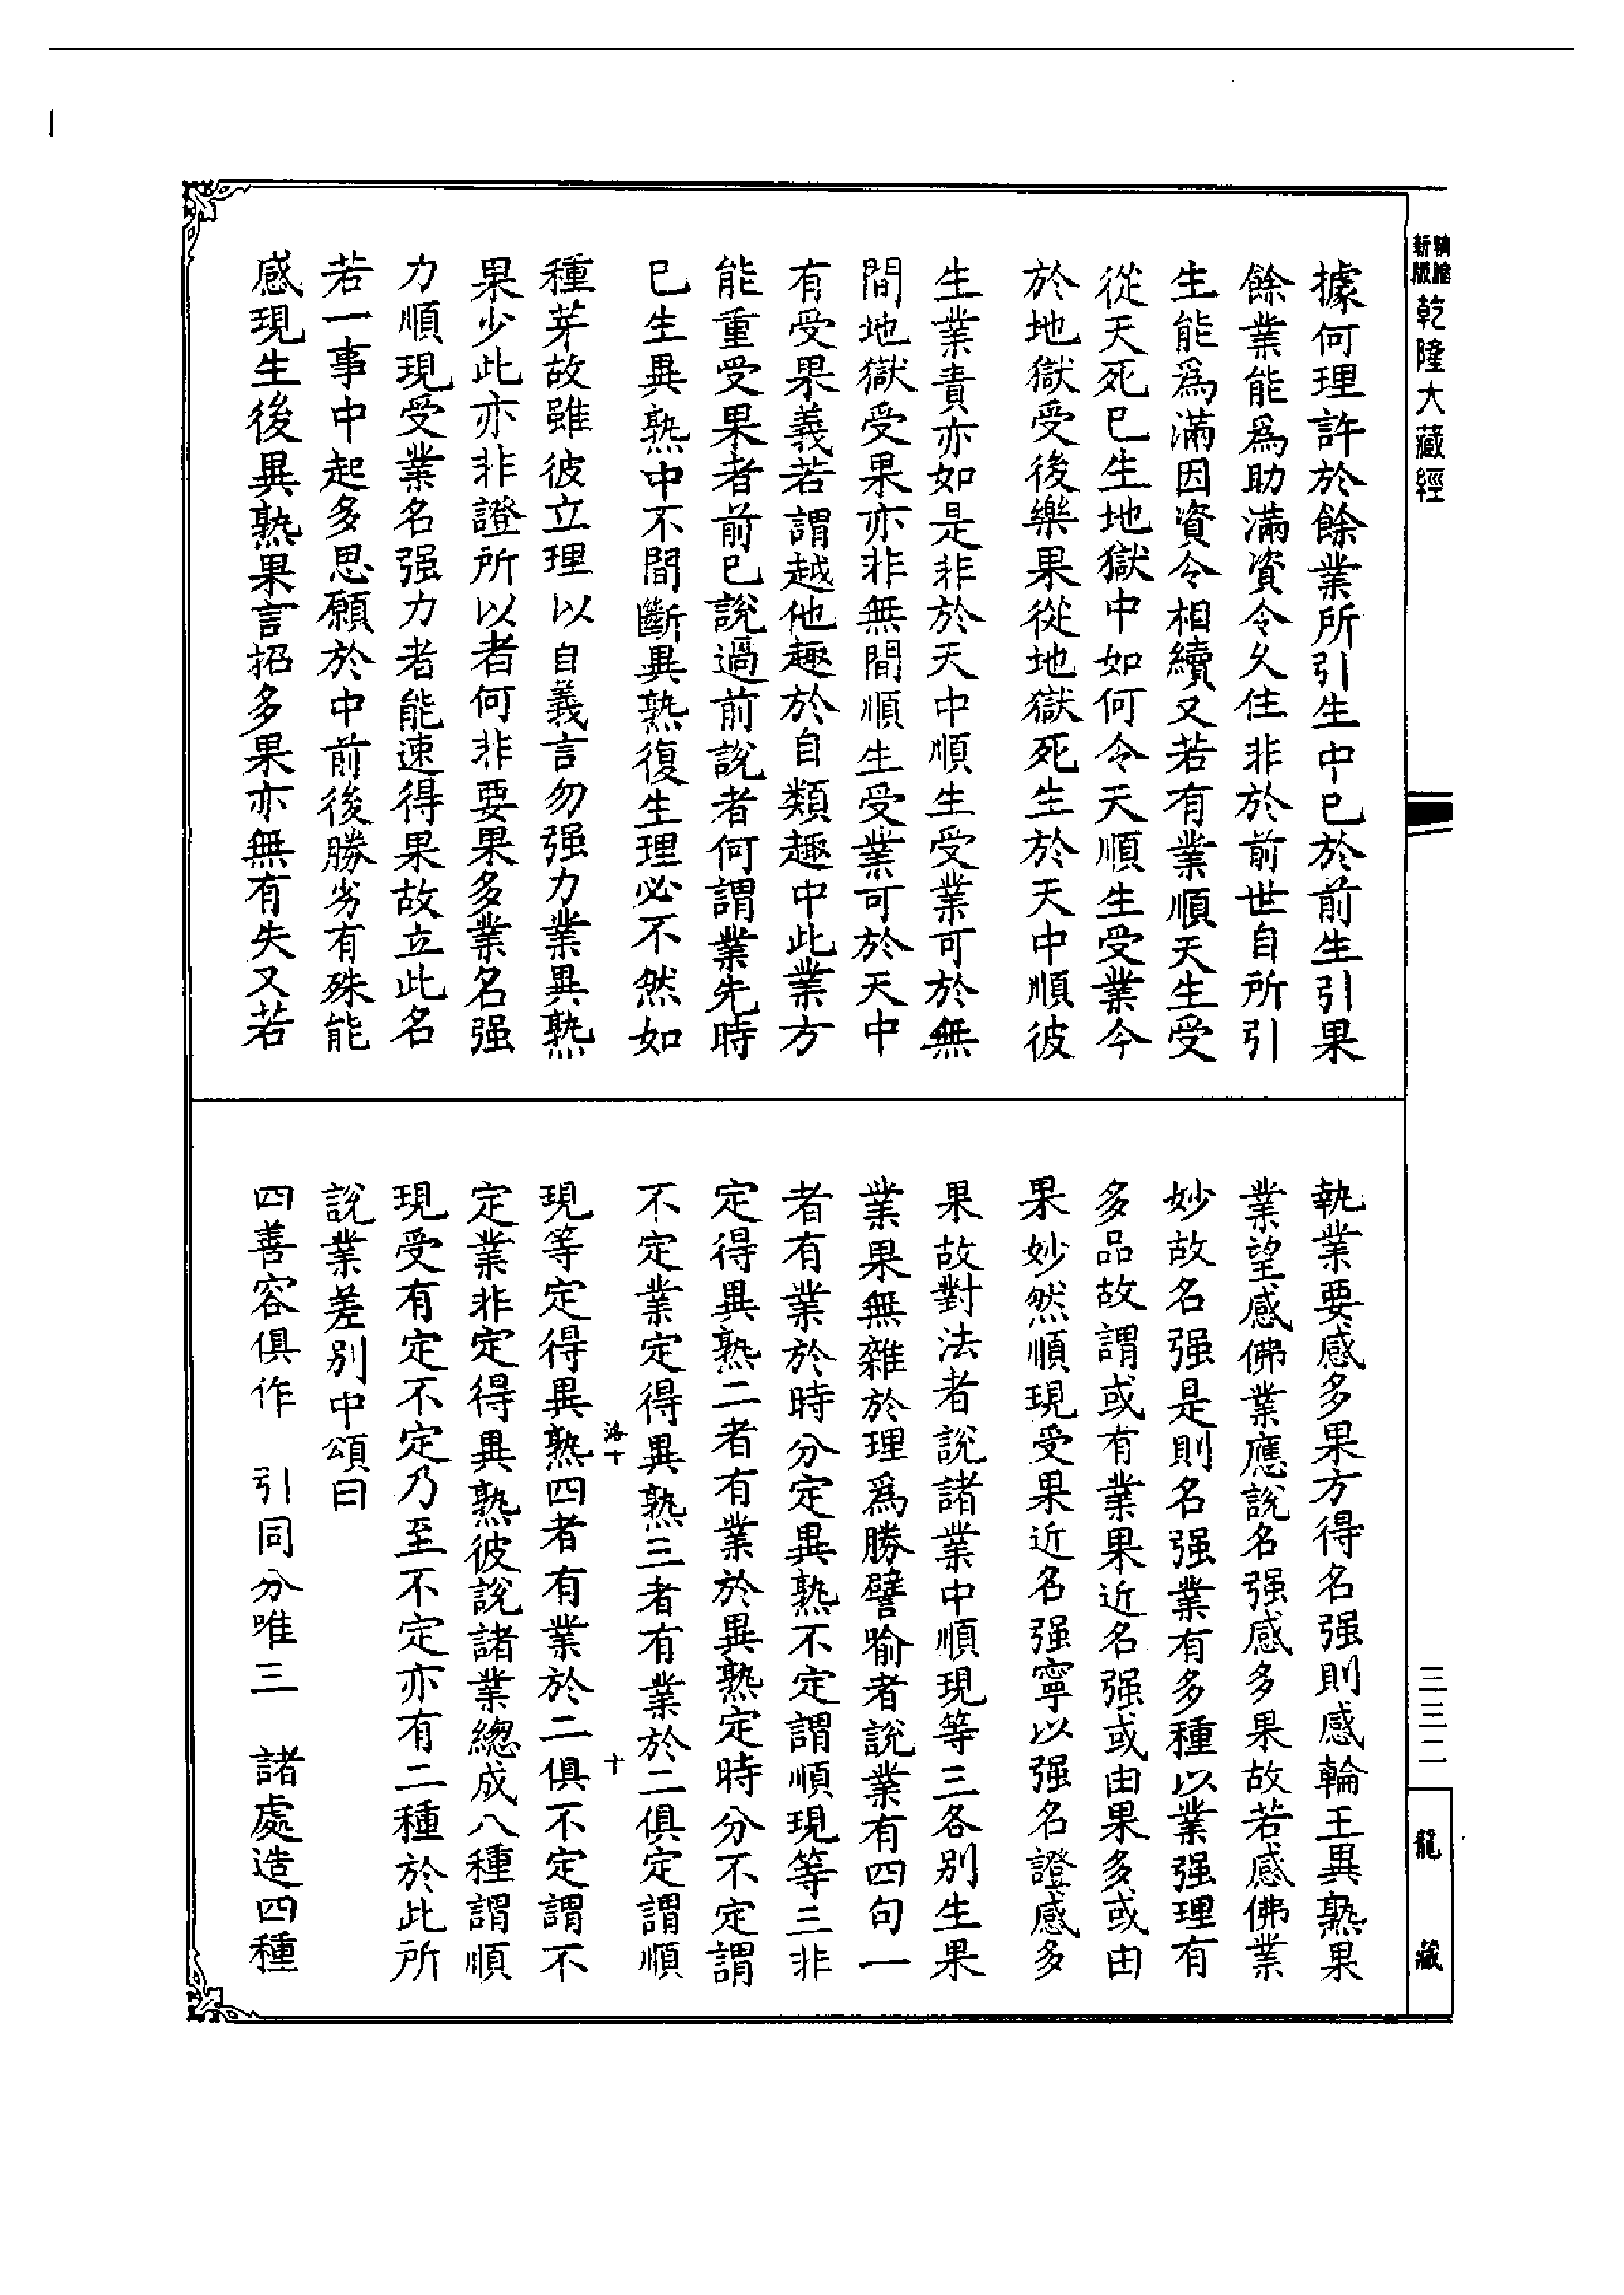 精繪
新版
乾隆大藏經
據何理許於餘業所引生中巳於前生引果
餘業能爲助滿資令久住非於前世自所引
生能爲滿因資令相續又若有業順天生受
從天死巳生地獄中如何令天順生受業今
於地獄受後樂果從地獄死生於天中順彼
生業責亦如是非於天中順生受業可於無
間地獄受果亦非無間順生受業可於天中
有受果義若謂越他趣於自類趣中此業方
能重受果者前巳說過前說者何謂業先時
巳生異熟中不間斷異熟復生理必不然如
種芽故雖彼立理以自義言勿强力業異熟
果少此亦非證所以者何非要果多業名强
力順現受業名强力者能速得果故立此名
若一事中起多思願於中前後勝劣有殊能
感現生後異熟果言招多果亦無有失又若
執業要感多果方得名强則感輪王異熟果
業望感佛業應說名强感多果故若感佛業
妙故名强是則名强業有多種以業强理有
多品故謂或有業果近名强或由果多或由
果妙然順現受果近名强寧以强名證感多
果故對法者說諸業中順現等三各別生果
業果無雜於理爲勝譬喻者說業有四句一
者有業於時分定異熟不定謂順現等三非
定得異熟二者有業於異熟定時分不定謂
不定業定得異熟三者有業於二俱定謂順
現等定得異熟四者有業於二俱不定謂不
定業非定得異熟彼說諸業總成八種謂順
現受有定不定乃至不定亦有二種於此所
說業差別中頌曰
四善容俱作　引同分唯三　諸處造四種
洛十
十
三三二
龍藏